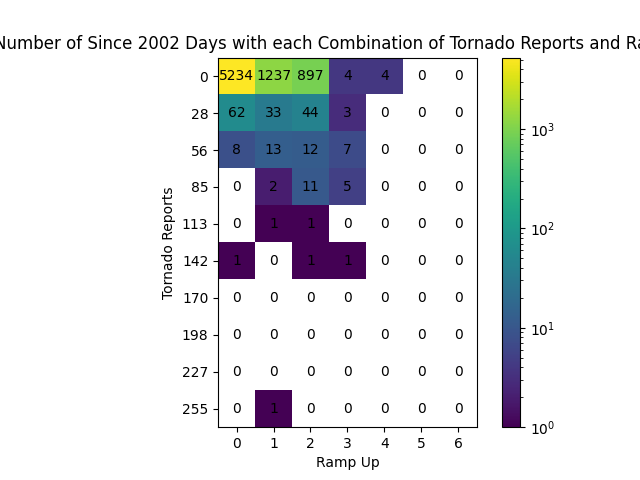 Number of Since 2002 Days with each Combination of Tornado Reports and
0 5234 1237 897 4 4 0 0
28 62 33 44 3 0 0 0
56 8 13 12 7 0 0 0
85 0 2 11 5 0 0 0
113 0 1 1 0 0 0 0
142 1 0 1 1 0 0 0
170 0 0 0 0 0 0 0
198 0 0 0 0 0 0 0
227 0 0 0 0 0 0 0
255 0 1 0 0 0 0 0
0 1 2 3 4 5 6
Ramp Up
Tornado Reports
10³
10²
10¹
10⁰